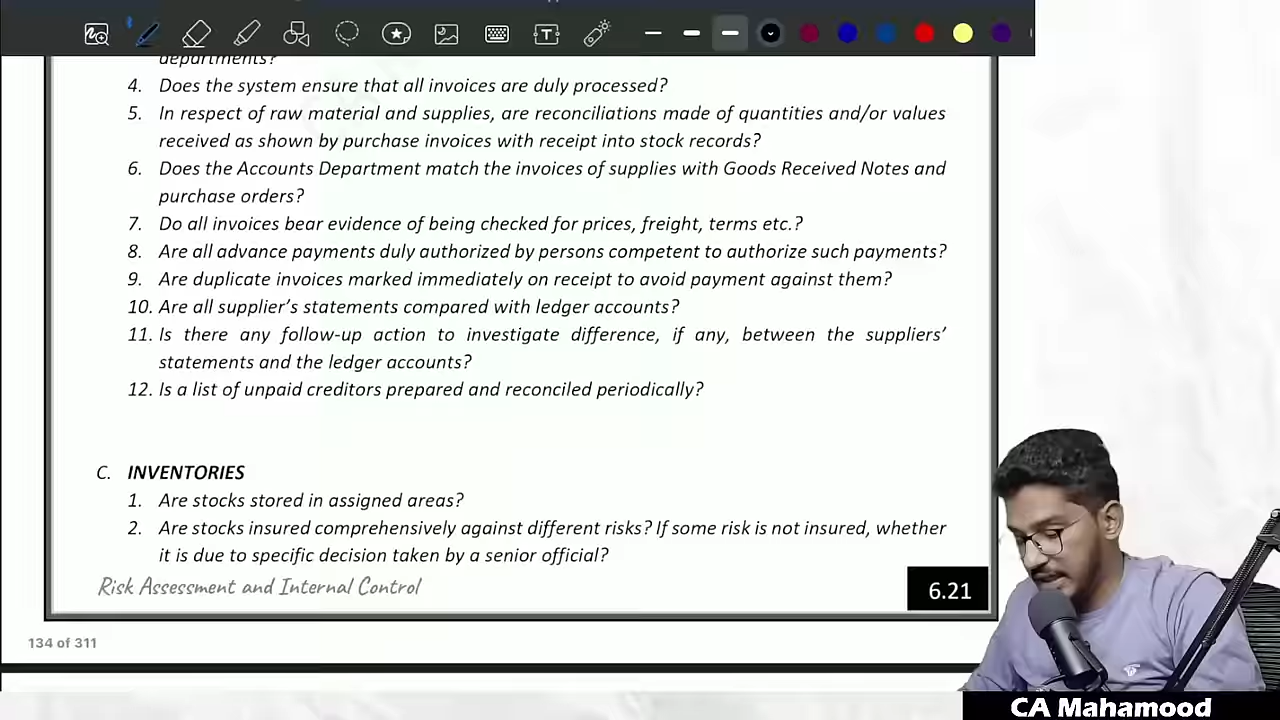 departments?
4. Does the system ensure that all invoices are duly processed?
5. In respect of raw material and supplies, are reconciliations made of quantities and/or values
received as shown by purchase invoices with receipt into stock records?
6. Does the Accounts Department match the invoices of supplies with Goods Received Notes and
purchase orders?
7. Do all invoices bear evidence of being checked for prices, freight, terms etc.?
8. Are all advance payments duly authorized by persons competent to authorize such payments?
9. Are duplicate invoices marked immediately on receipt to avoid payment against them?
10. Are all supplier’s statements compared with ledger accounts?
11. Is there any follow-up action to investigate difference, if any, between the suppliers’
statements and the ledger accounts?
12. Is a list of unpaid creditors prepared and reconciled periodically?
C. INVENTORIES
1. Are stocks stored in assigned areas?
2. Are stocks insured comprehensively against different risks? If some risk is not insured, whether
it is due to specific decision taken by a senior official?
Risk Assessment and Internal Control
6.21
134 of 311
CA Mahamood